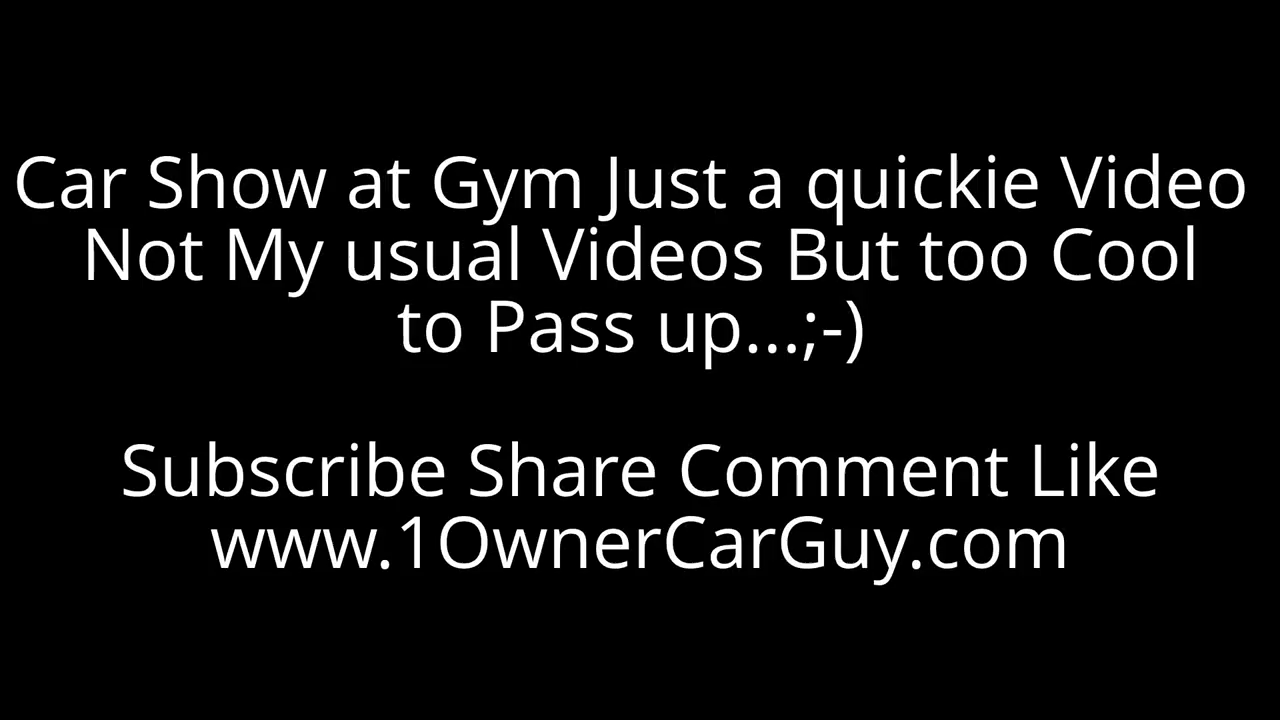 Car Show at Gym Just a quickie Video
Not My usual Videos But too Cool
to Pass up...;-)
Subscribe Share Comment Like
www.1OwnerCarGuy.com